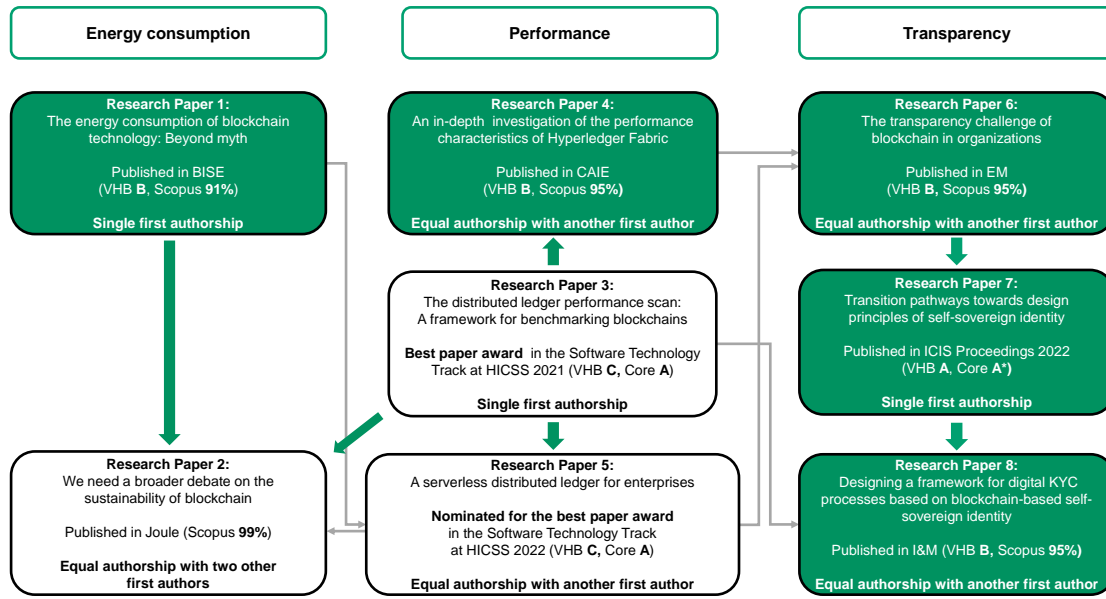 Energy consumption
Performance
Transparency
Research Paper 1:
The energy consumption of blockchain
technology: Beyond myth
Published in BISE
(VHB B, Scopus 91%)
Single first authorship
Research Paper 4:
An in-depth investigation of the performance
characteristics of Hyperledger Fabric
Published in CAIE
(VHB B, Scopus 95%)
Equal authorship with another first author
Research Paper 6:
The transparency challenge of
blockchain in organizations
Published in EM
(VHB B, Scopus 95%)
Equal authorship with another first author
Research Paper 3:
The distributed ledger performance scan:
A framework for benchmarking blockchains
Best paper award in the Software Technology
Track at HICSS 2021 (VHB C, Core A)
Single first authorship
Research Paper 7:
Transition pathways towards design
principles of self-sovereign identity
Published in ICIS Proceedings 2022
(VHB A, Core A*)
Single first authorship
Research Paper 2:
We need a broader debate on the
sustainability of blockchain
Published in Joule (Scopus 99%)
Equal authorship with two other
first authors
Research Paper 5:
A serverless distributed ledger for enterprises
Nominated for the best paper award
in the Software Technology Track
at HICSS 2022 (VHB C, Core A)
Equal authorship with another first author
Research Paper 8:
Designing a framework for digital KYC
processes based on blockchain-based self-
sovereign identity
Published in I&M (VHB B, Scopus 95%)
Equal authorship with another first author